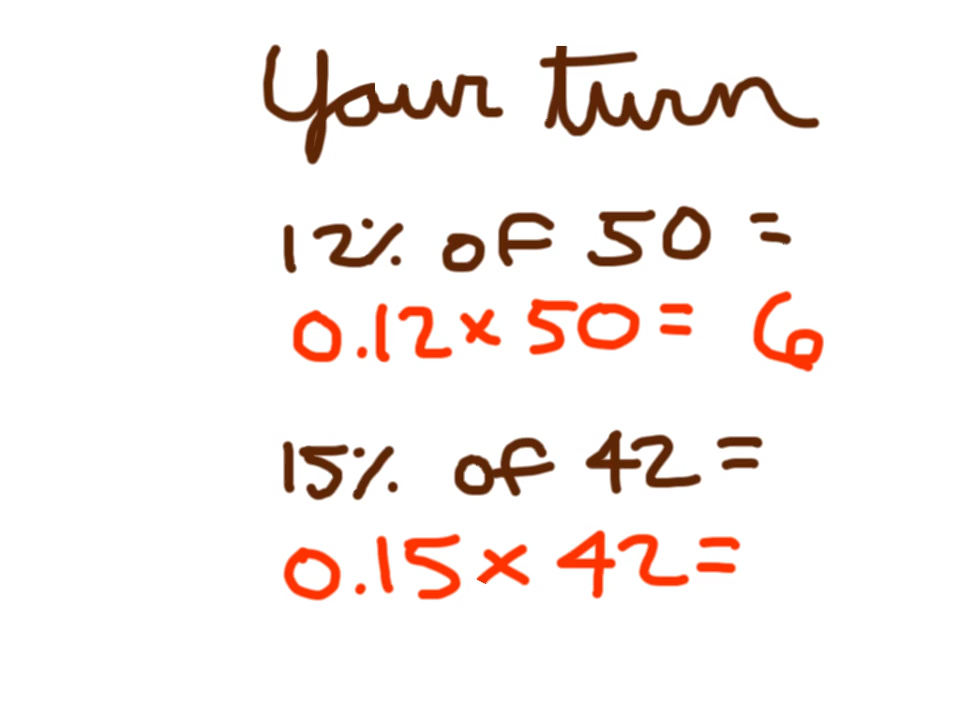 Your turn
12% of 50 =
0.12 x 50 = 6
15% of 42 =
0.15 x 42 =